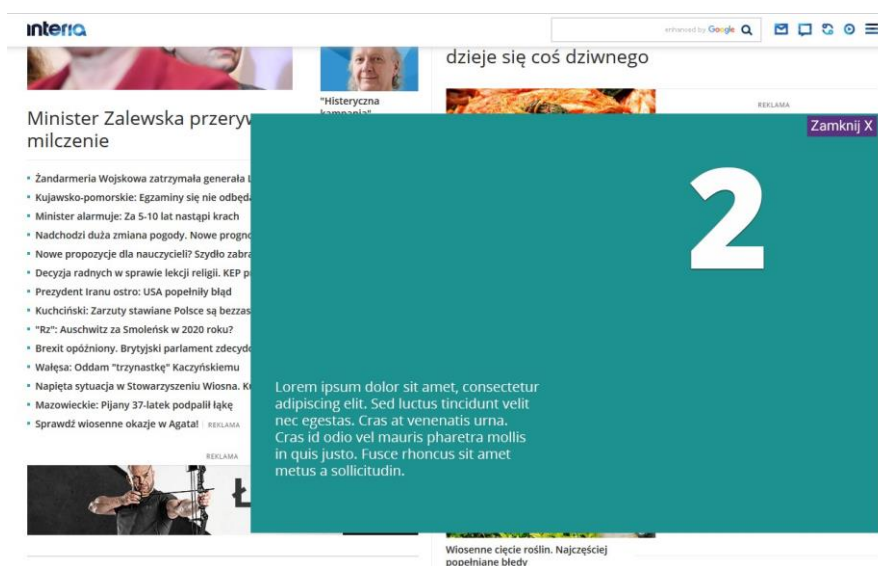 interia
enhanced by Google
dzieje się coś dziwnego
"Histeryczna
kampania"
REKLAMA
Minister Zalewska przeryw
milczenie
Zamknij X
2
Żandarmeria Wojskowa zatrzymała generała
Kujawsko-pomorskie: Egzaminy się nie odbędą
Minister alarmuje: Za 5-10 lat nastąpi krach
Nadchodzi duża zmiana pogody. Nowe progno
Nowe propozycje dla nauczycieli? Szydło zabra
Decyzja radnych w sprawie lekcji religii. KEP
Prezydent Iranu ostro: USA popełniły błąd
Kuchciński: Zarzuty stawiane Polsce są bezzas
"Rz": Auschwitz za Smoleńsk w 2020 roku?
Brexit opóźniony. Brytyjski parlament zdecyd
Wałęsa: Oddam "trzynastkę" Kaczyńskiemu
Napięta sytuacja w Stowarzyszeniu Wiosna.
Mazowieckie: Pijany 37-latek podpalił łąkę
Sprawdź wiosenne okazje w Agata! | REKLAMA
REKLAMA
Ł
Lorem ipsum dolor sit amet, consectetur
adipiscing elit. Sed luctus tincidunt velit
nec egestas. Cras at venenatis urna.
Cras id odio vel mauris pharetra mollis
in quis justo. Fusce rhoncus sit amet
metus a sollicitudin.
Wiosenne cięcie roślin. Najczęściej
popełniane błędy